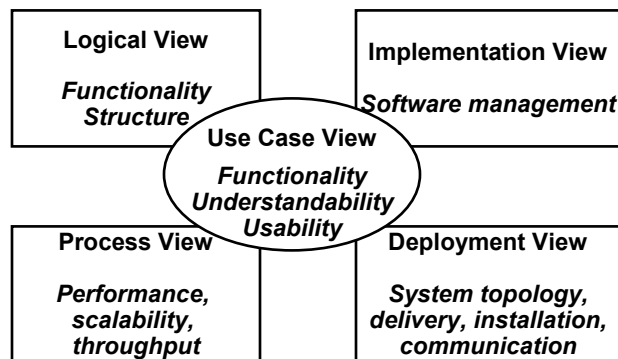 Logical View
Functionality
Structure
Implementation View
Software management
Use Case View
Functionality
Understandability
Usability
Process View
Performance,
scalability,
throughput
Deployment View
System topology,
delivery, installation,
communication